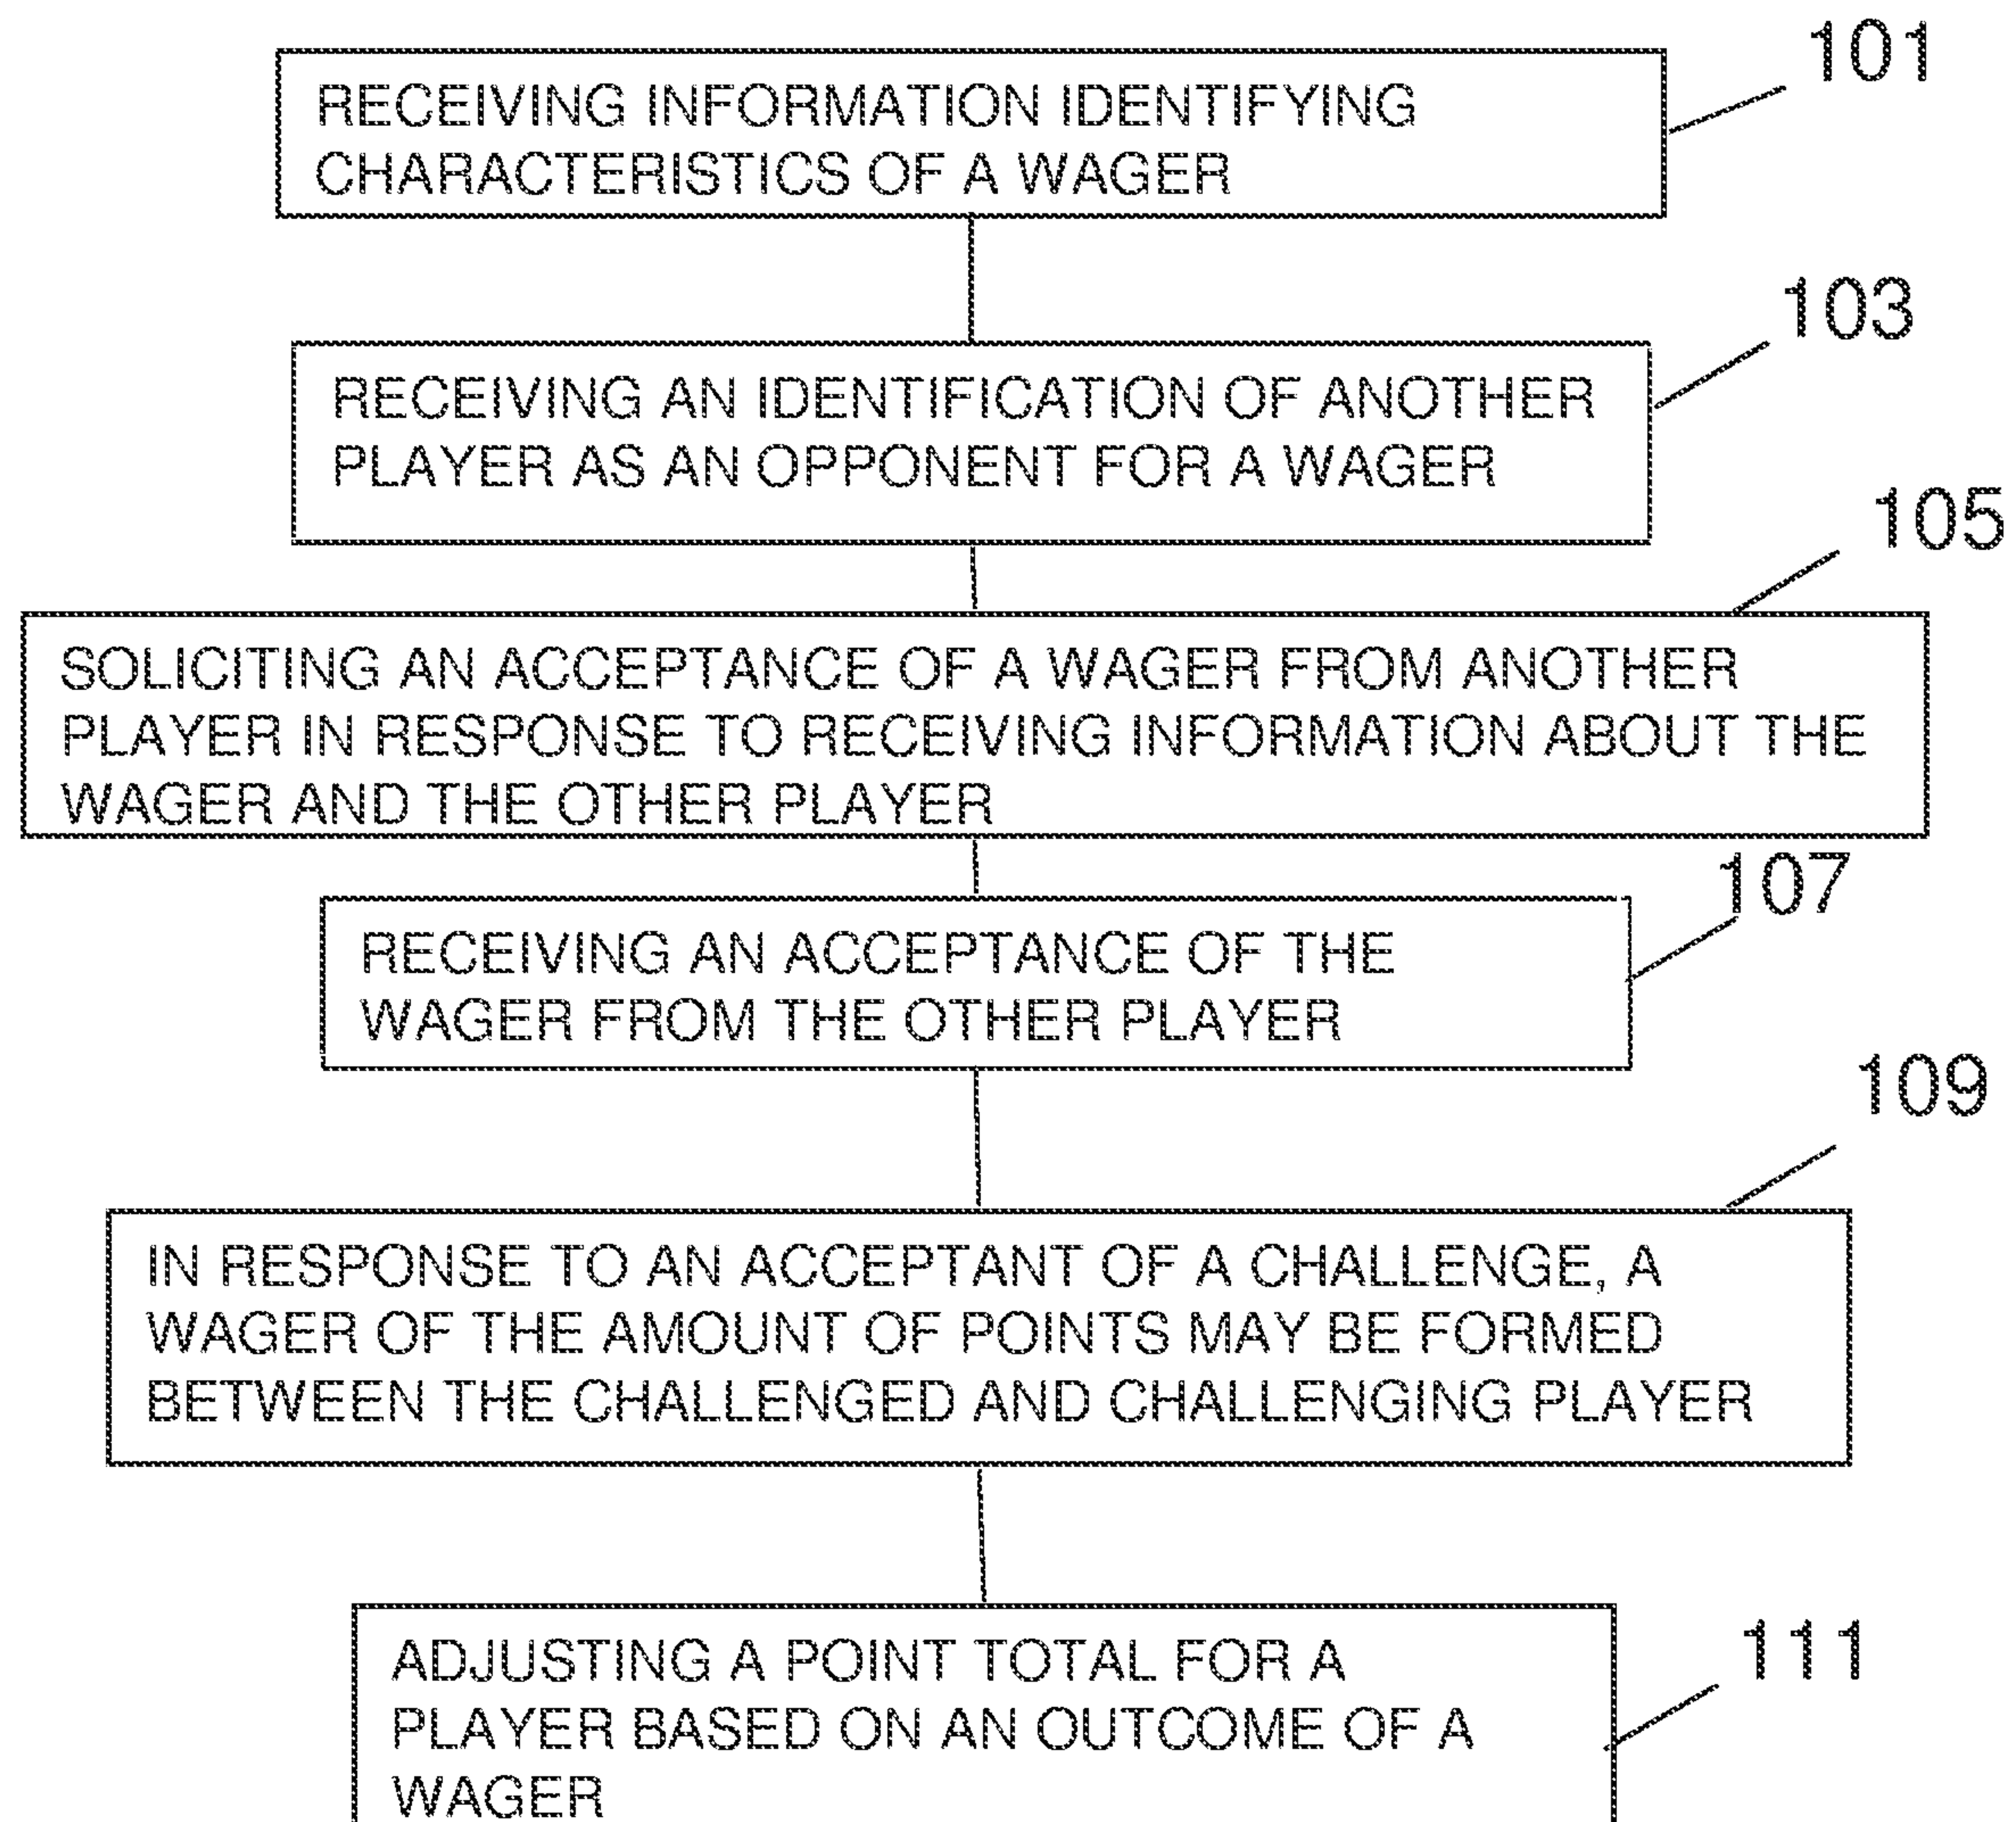 101
RECEIVING INFORMATION IDENTIFYING
CHARACTERISTICS OF A WAGER
103
RECEIVING AN IDENTIFICATION OF ANOTHER
PLAYER AS AN OPPONENT FOR A WAGER
105
SOLICITING AN ACCEPTANCE OF A WAGER FROM ANOTHER
PLAYER IN RESPONSE TO RECEIVING INFORMATION ABOUT THE
WAGER AND THE OTHER PLAYER
107
RECEIVING AN ACCEPTANCE OF THE
WAGER FROM THE OTHER PLAYER
109
IN RESPONSE TO AN ACCEPTANT OF A CHALLENGE, A
WAGER OF THE AMOUNT OF POINTS MAY BE FORMED
BETWEEN THE CHALLENGED AND CHALLENGING PLAYER
111
ADJUSTING A POINT TOTAL FOR A
PLAYER BASED ON AN OUTCOME OF A
WAGER